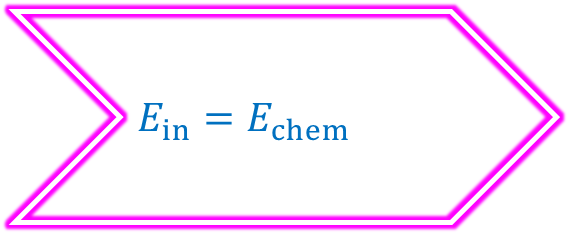 E_in = E_chem